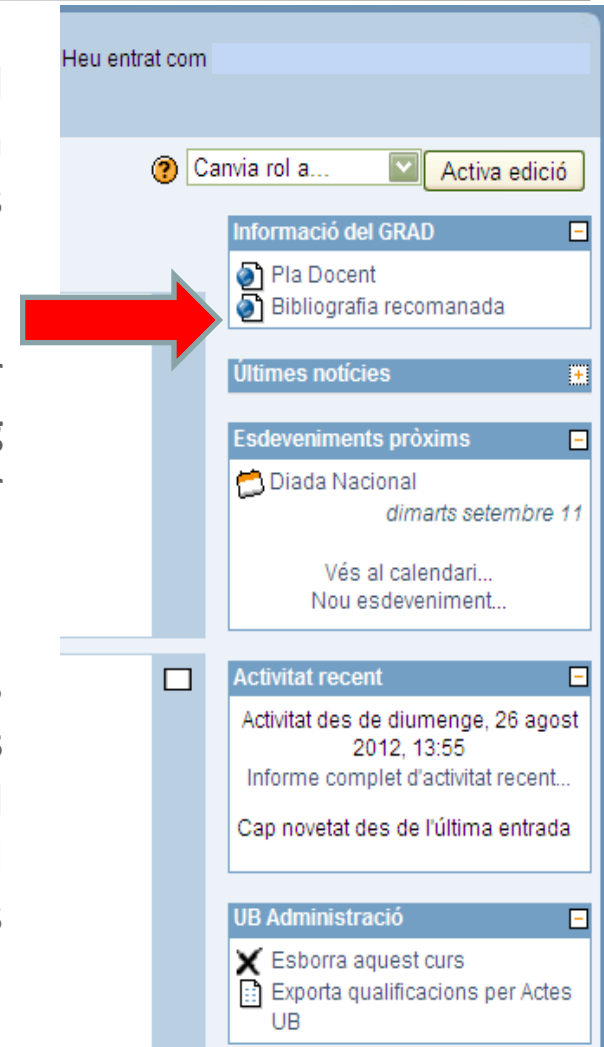 Heu entrat com
Canvia rol a...
Activa edició
Informació del GRAD
Pla Docent
Bibliografia recomanada
Últimes notícies
Esdeveniments pròxims
Diada Nacional
dimarts setembre 11
Vés al calendari...
Nou esdeveniment...
Activitat recent
Activitat des de diumenge, 26 agost
2012, 13:55
Informe complet d'activitat recent...
Cap novetat des de l'última entrada
UB Administració
Esborra aquest curs
Exporta qualificacions per Actes
UB